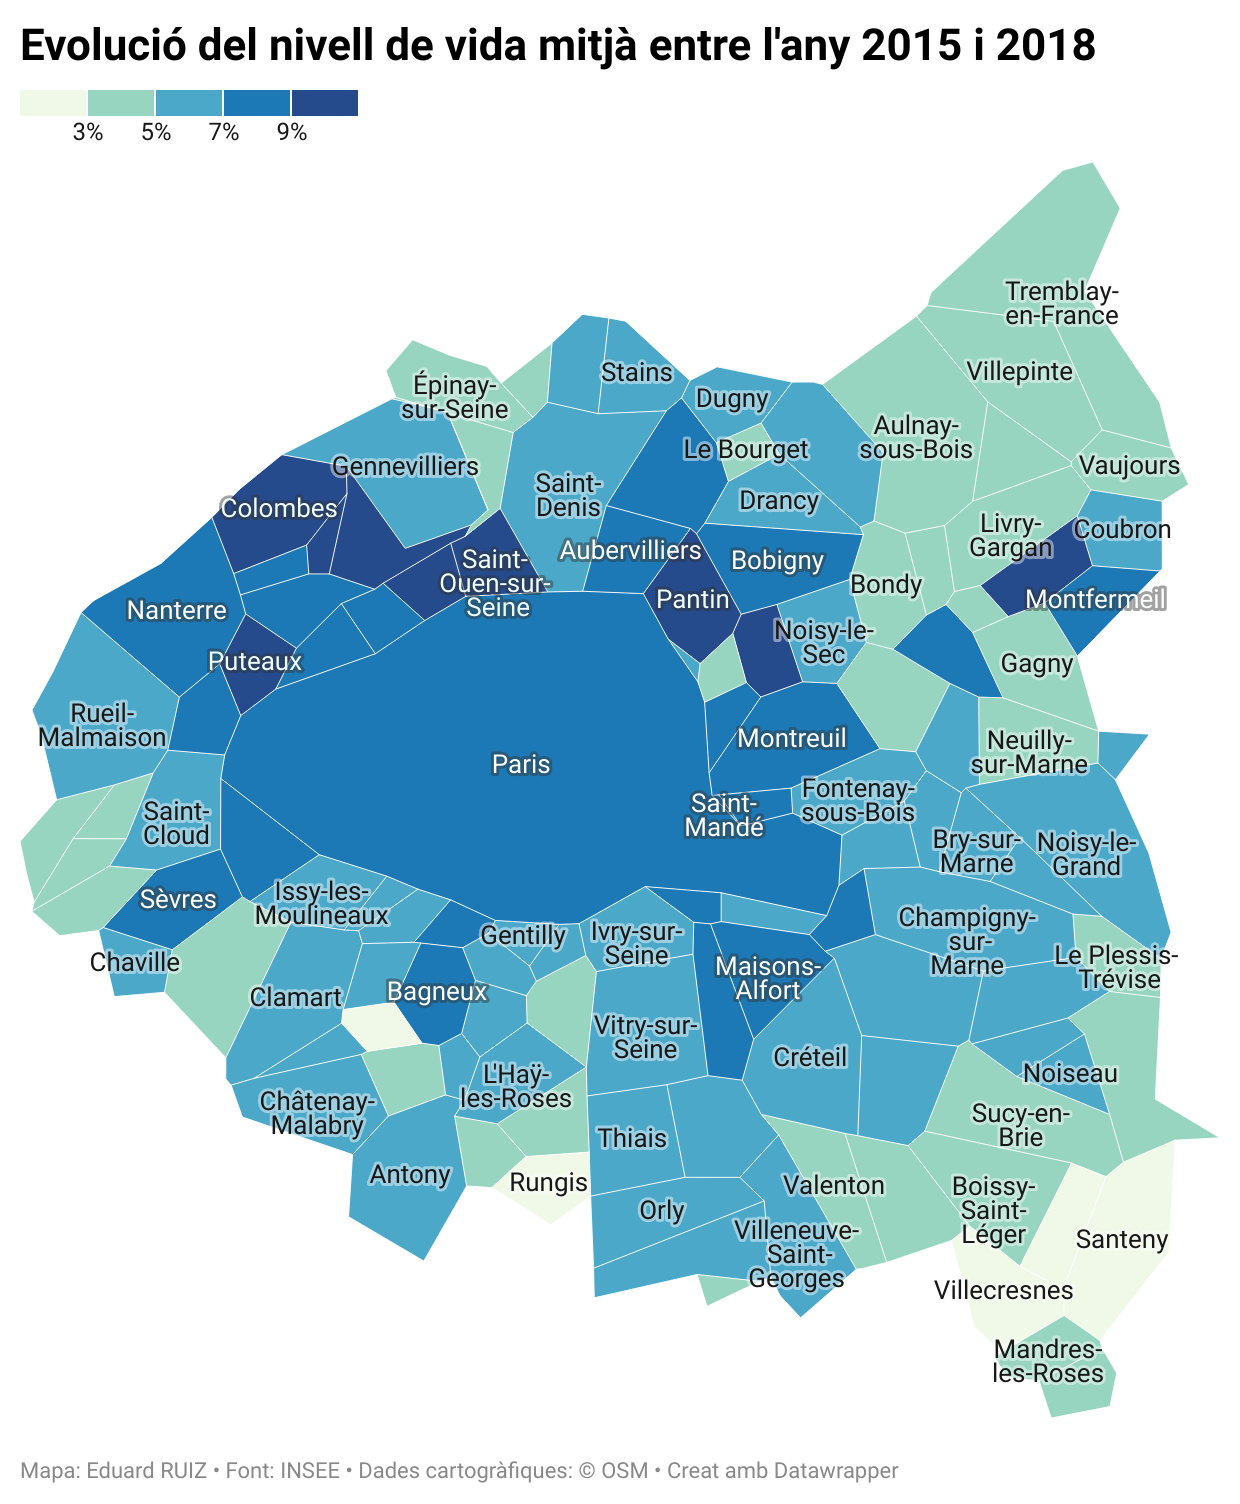 Evolució del nivell de vida mitjà entre l'any 2015 i 2018
3% 5% 7% 9%
Tremblay-
en-France
Villepinte
Épinay-
sur-Seine
Stains
Dugny
Aulnay-
sous-Bois
Le Bourget
Vaujours
Gennevilliers
Saint-
Denis
Drancy
Colombes
Livry-
Gargan
Coubron
Aubervilliers
Bobigny
Saint-
Ouen-sur-
Seine
Bondy
Pantin
Montfermeil
Nanterre
Noisy-le-
Sec
Puteaux
Gagny
Rueil-
Malmaison
Montreuil
Neuilly-
sur-Marne
Paris
Saint-
Mandé
Fontenay-
sous-Bois
Saint-
Cloud
Bry-sur-
Marne
Noisy-le-
Grand
Sèvres
Issy-les-
Moulineaux
Gentilly
Ivry-sur-
Seine
Champigny-
sur-
Marne
Chaville
Le Plessis-
Trévise
Maisons-
Alfort
Clamart
Bagneux
Vitry-sur-
Seine
Créteil
Noiseau
L'Haÿ-
les-Roses
Châtenay-
Malabry
Sucy-en-
Brie
Thiais
Antony
Rungis
Valenton
Boissy-
Saint-
Léger
Orly
Villeneuve-
Saint-
Georges
Santeny
Villecresnes
Mandres-
les-Roses
Mapa: Eduard RUIZ • Font: INSEE • Dades cartogràfiques: © OSM • Creat amb Datawrapper